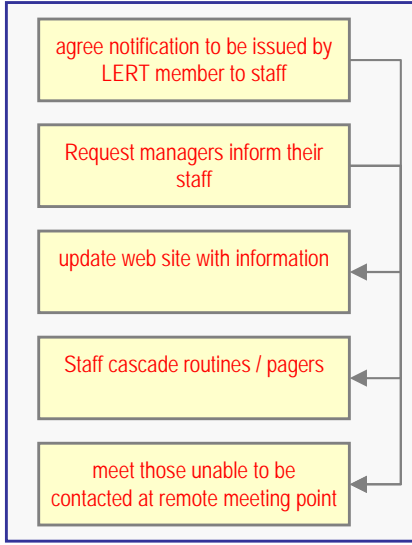 agree notification to be issued by
LERT member to staff
Request managers inform their
staff
update web site with information
Staff cascade routines / pagers
meet those unable to be
contacted at remote meeting point